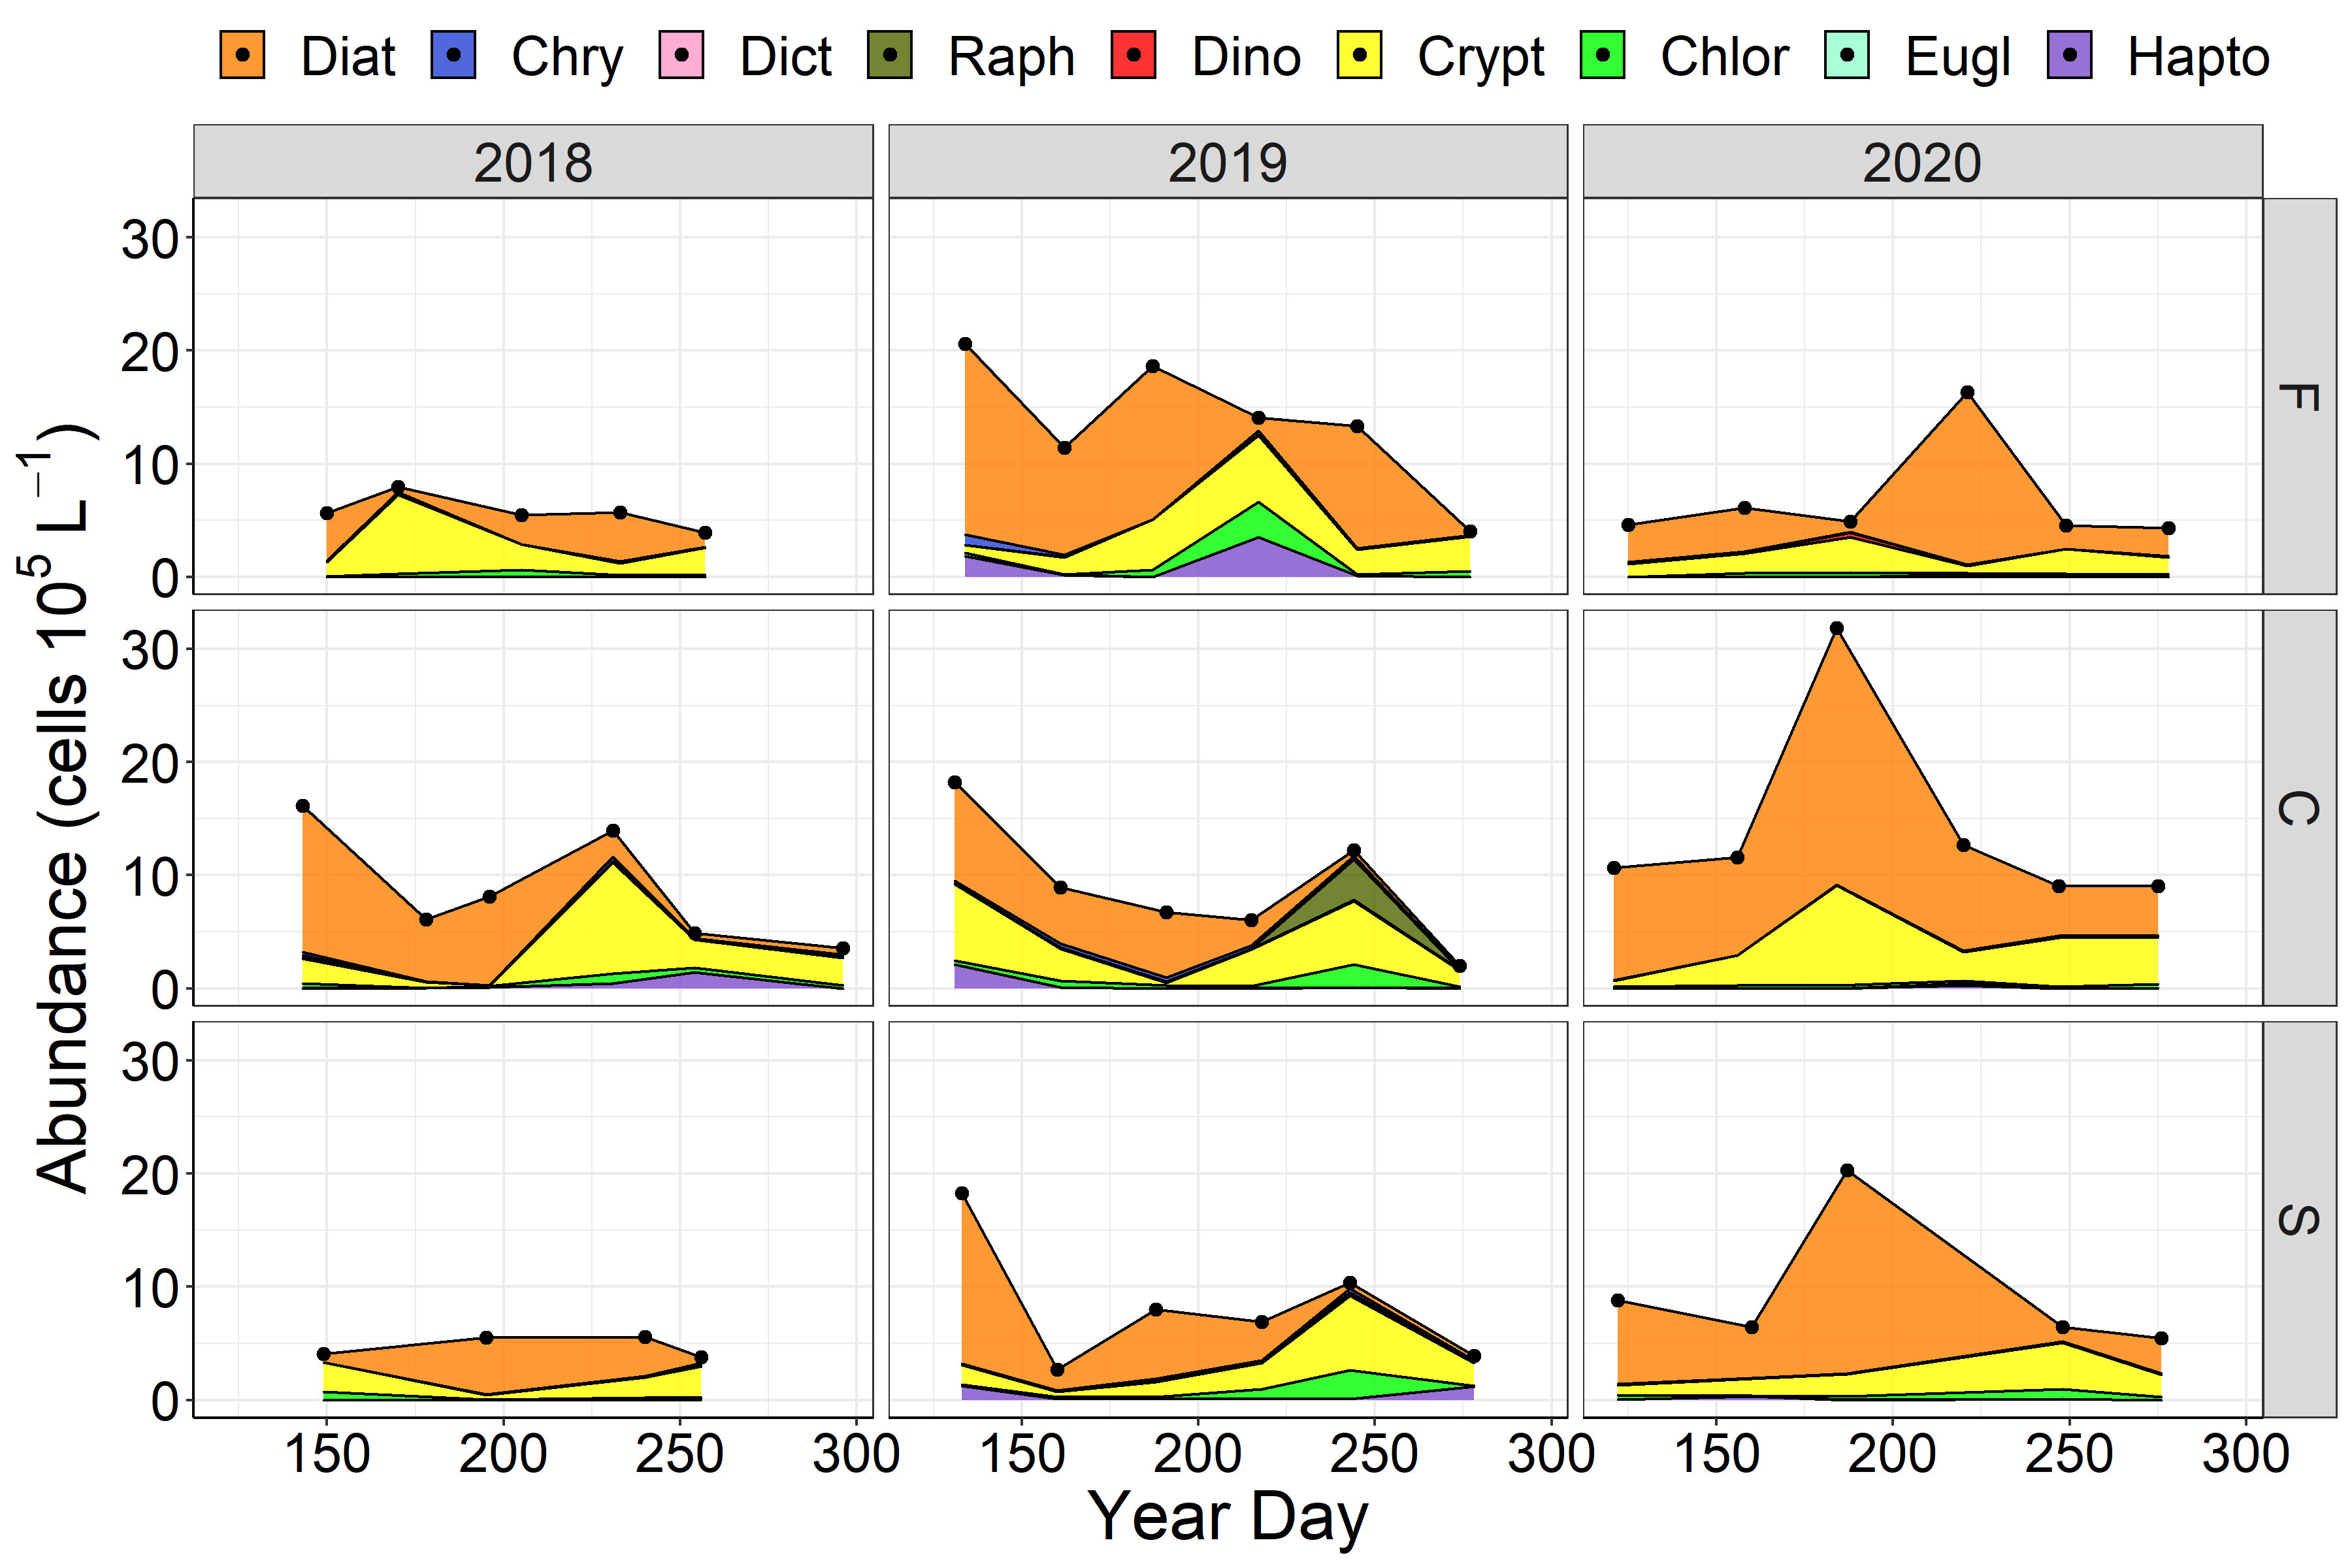 Diat Chry Dict Raph Dino Crypt Chlor Eugl Hapto
2018 2019 2020
30
20
10
0
F
30
20
10
0
C
30
20
10
0
S
Abundance (cells 10⁵ L⁻¹)
150 200 250 300 150 200 250 300 150 200 250 300
Year Day